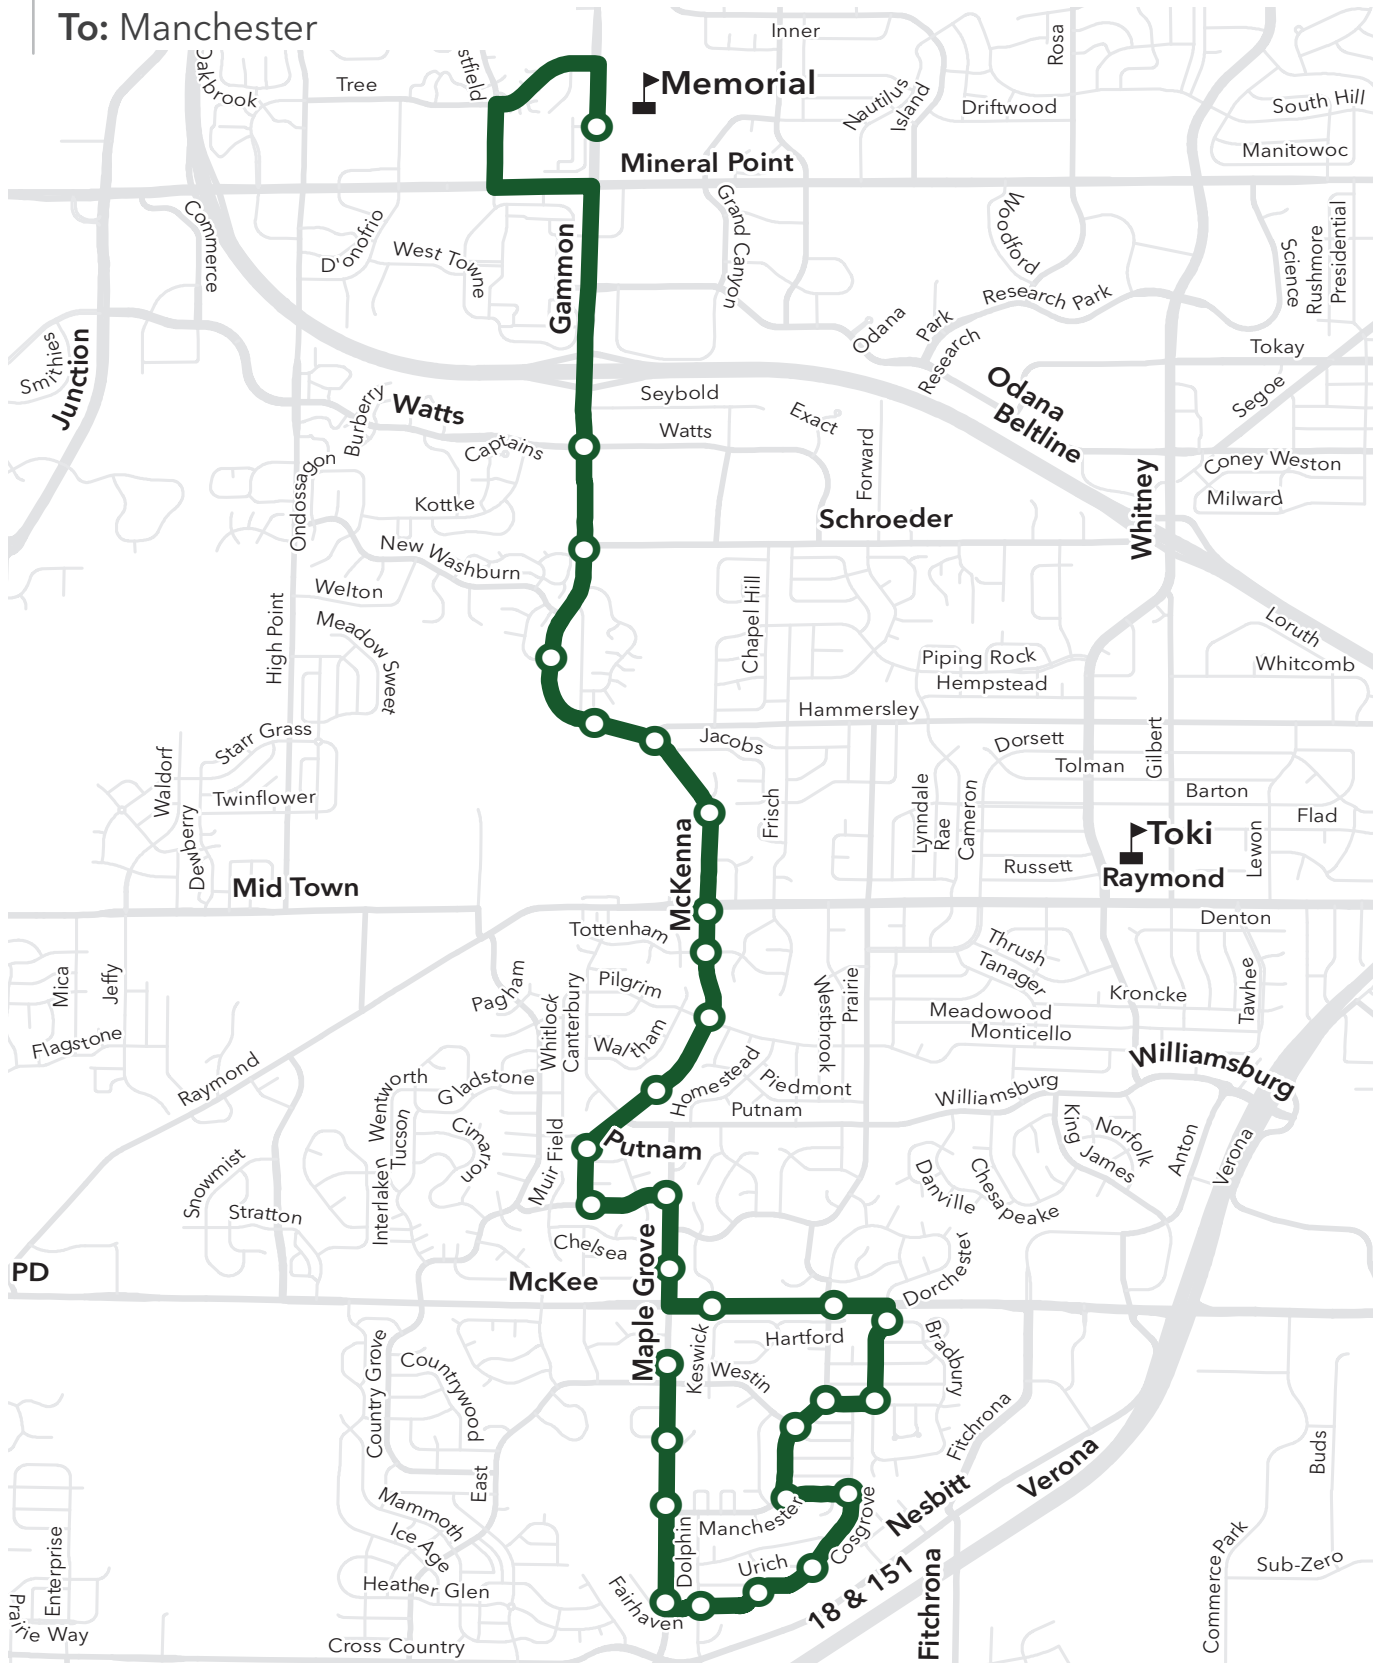 To: Manchester
Inner
Rosa
Oakbrook
Tree
stfield
Memorial
Nautilus
Island
Driftwood
South Hill
Manitowoc
Mineral Point
Commerce
D'onofrio
West Towne
Gammon
Grand Canyon
Woodford
Science
Rushmore
Presidential
Research Park
Odana
Park
Research
Smithies
Junction
Tokay
Segoe
Burberry
Watts
Seybold
Exact
Odana
Beltline
Captains
Watts
Forward
Coney Weston
Milward
Ondossagon
Kottke
Schroeder
Whitney
New Washburn
Welton
High Point
Meadow Sweet
Chapel Hill
Loruth
Whitcomb
Piping Rock
Hempstead
Hammersley
Starr Grass
Jacobs
Dorsett
Tolman
Gilbert
Waldorf
Twinflower
Dewberry
Frisch
Lynndale
Rae
Cameron
Barton
Flad
Toki
Lewon
McKenna
Russett
Raymond
Mid Town
Denton
Tottenham
Thrush
Tanager
Mica
Jeffy
Pagham
Pilgrim
Whitlock
Canterbury
Westbrook
Prairie
Kroncke
Tawhee
Flagstone
Waltham
Meadowood
Monticello
Williamsburg
Raymond
Wentworth
Gladstone
Homestead
Piedmont
Putnam
Williamsburg
Tucson
Cimarron
Muir Field
Putnam
King James
Norfolk
Anton
Verona
Snowmist
Stratton
Interlaken
Danville
Chesapeake
Chelsea
Maple Grove
Dorchester
PD
McKee
Hartford
Bradbury
Country Grove
Countrywood
Keswick
Westin
Fitchrona
Buds
Verona
East
Nesbitt
Mammoth
Ice Age
Manchester
Cosgrove
Dolphin
Urich
Heather Glen
Fairhaven
18 & 151
Fitchrona
Commerce Park
Sub-Zero
Enterprise
Prairie Way
Cross Country